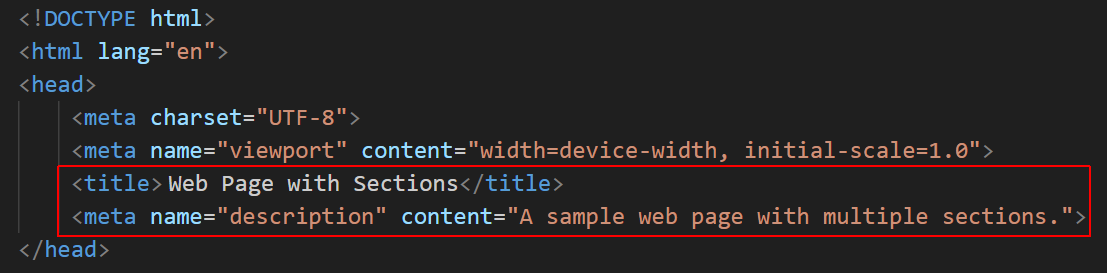 <!DOCTYPE html>
<html lang="en">
<head>
    <meta charset="UTF-8">
    <meta name="viewport" content="width=device-width, initial-scale=1.0">
    <title>Web Page with Sections</title>
    <meta name="description" content="A sample web page with multiple sections.">
</head>